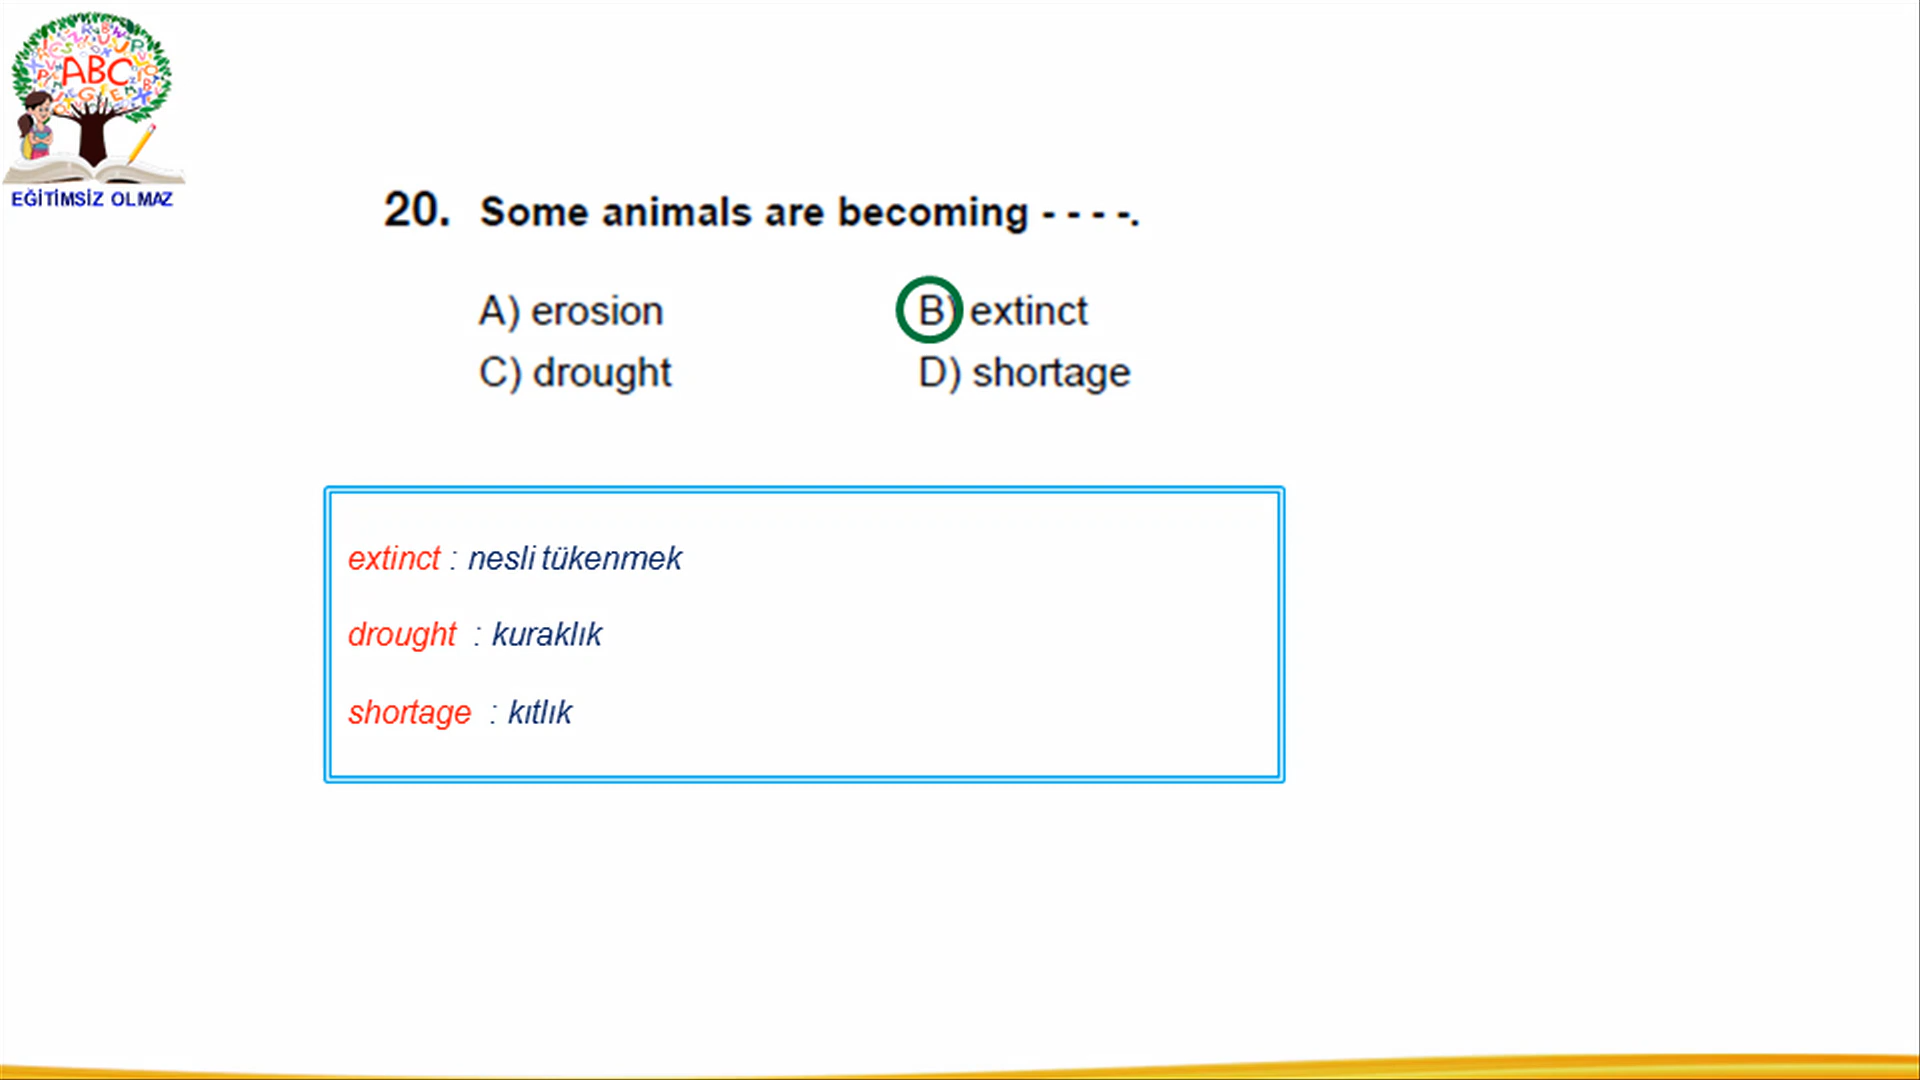 ABC
EĞİTİMSİZ OLMAZ
20. Some animals are becoming - - - -.
A) erosion B) extinct
C) drought D) shortage
extinct : nesli tükenmek
drought : kuraklık
shortage : kıtlık